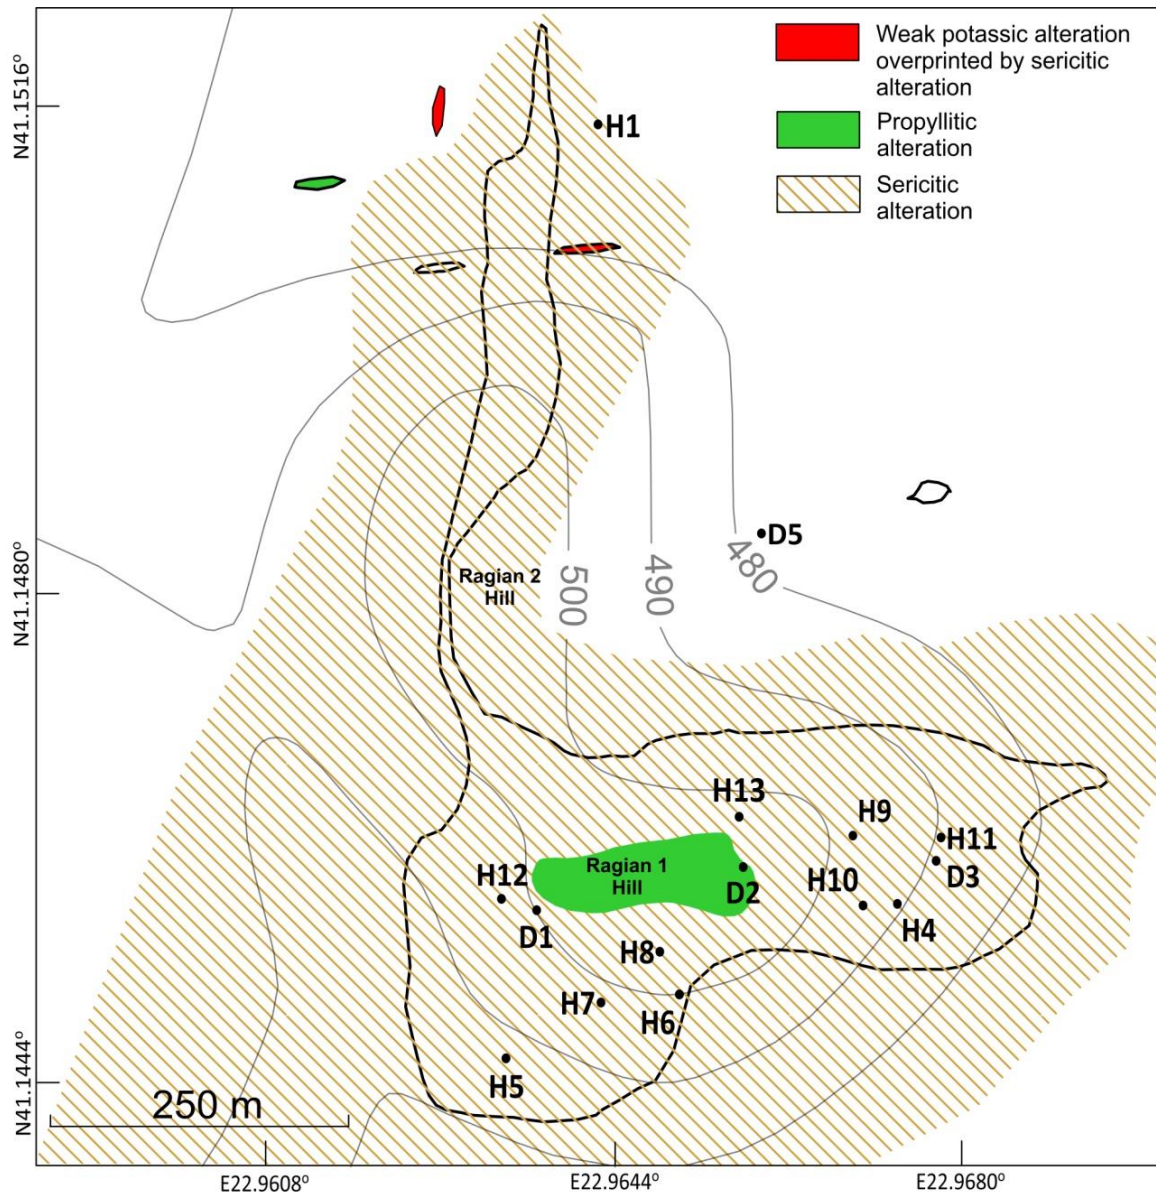 Weak potassic alteration
overprinted by sericitic
alteration
Propyllitic
alteration
Sericitic
alteration
N41.1516°
H1
D5
480
490
500
N41.1480°
Ragian 2
Hill
H13
H9
H11
D3
Ragian 1
Hill
H12
D2
H10
H4
D1
H8
H7
H6
H5
N41.1444°
250 m
E22.9608°
E22.9644°
E22.9680°